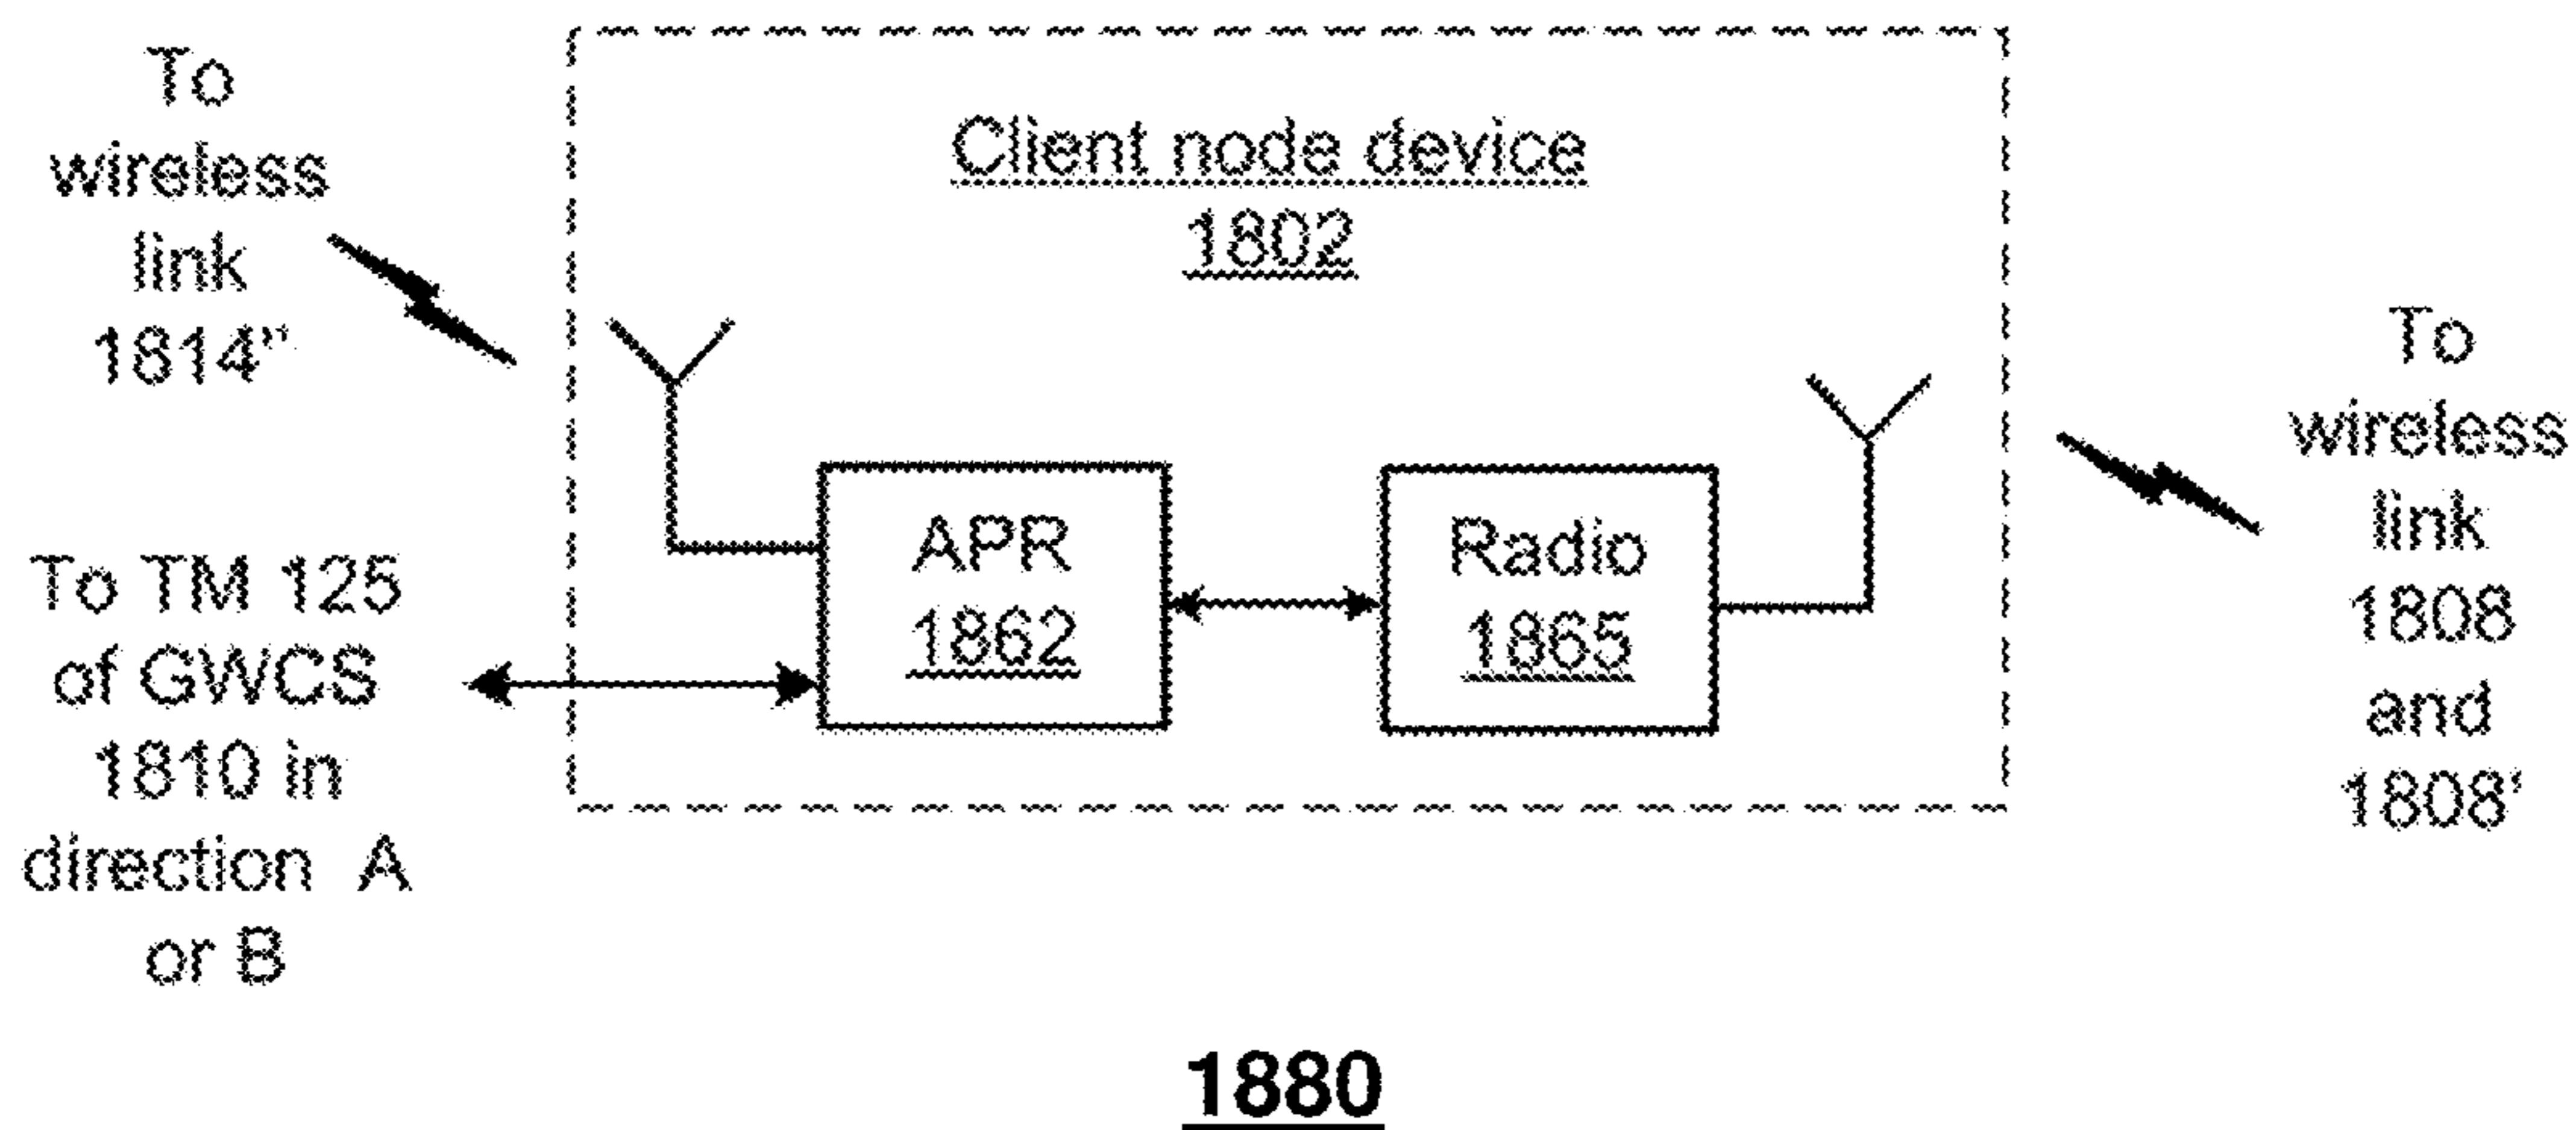 To
wireless
link
1814"
To TM 125
of GWCS
1810 in
direction A
or B
Client node device
1802
APR
1862
Radio
1865
To
wireless
link
1808
and
1808'
1880